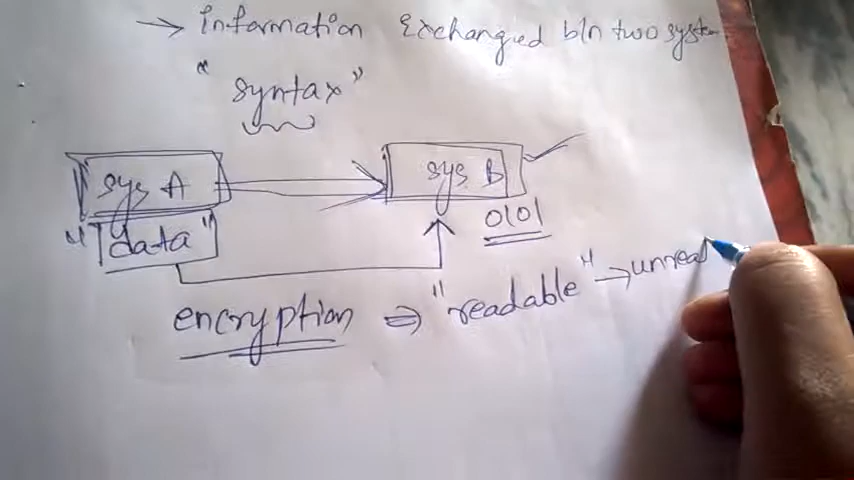 → information exchanged b/n two system
"syntax"
sys A → sys B
"data" 0101
encryption ⇒ "readable" → unread